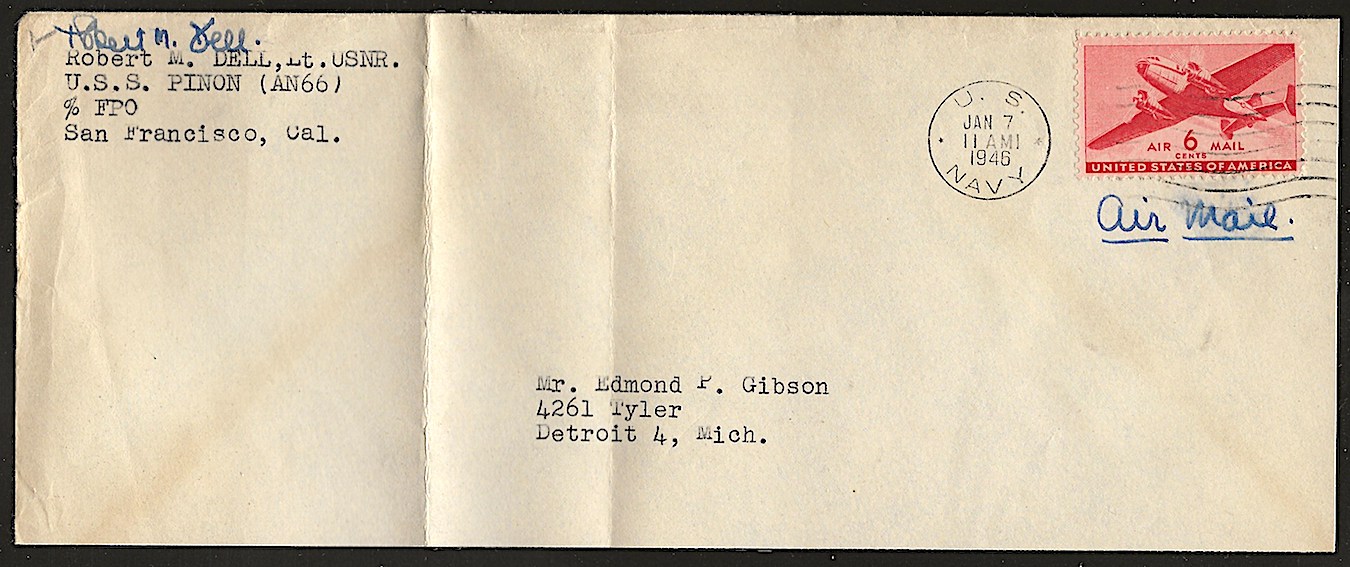 Robert M. Dell.
Robert M. DELL, Lt. USNR.
U.S.S. PINON (AN66)
% FPO
San Francisco, Cal.
U. S.
JAN 7
11 AM
1946
NAVY
AIR 6 MAIL
CENTS
UNITED STATES OF AMERICA
Air Mail.
Mr. Edmond P. Gibson
4261 Tyler
Detroit 4, Mich.